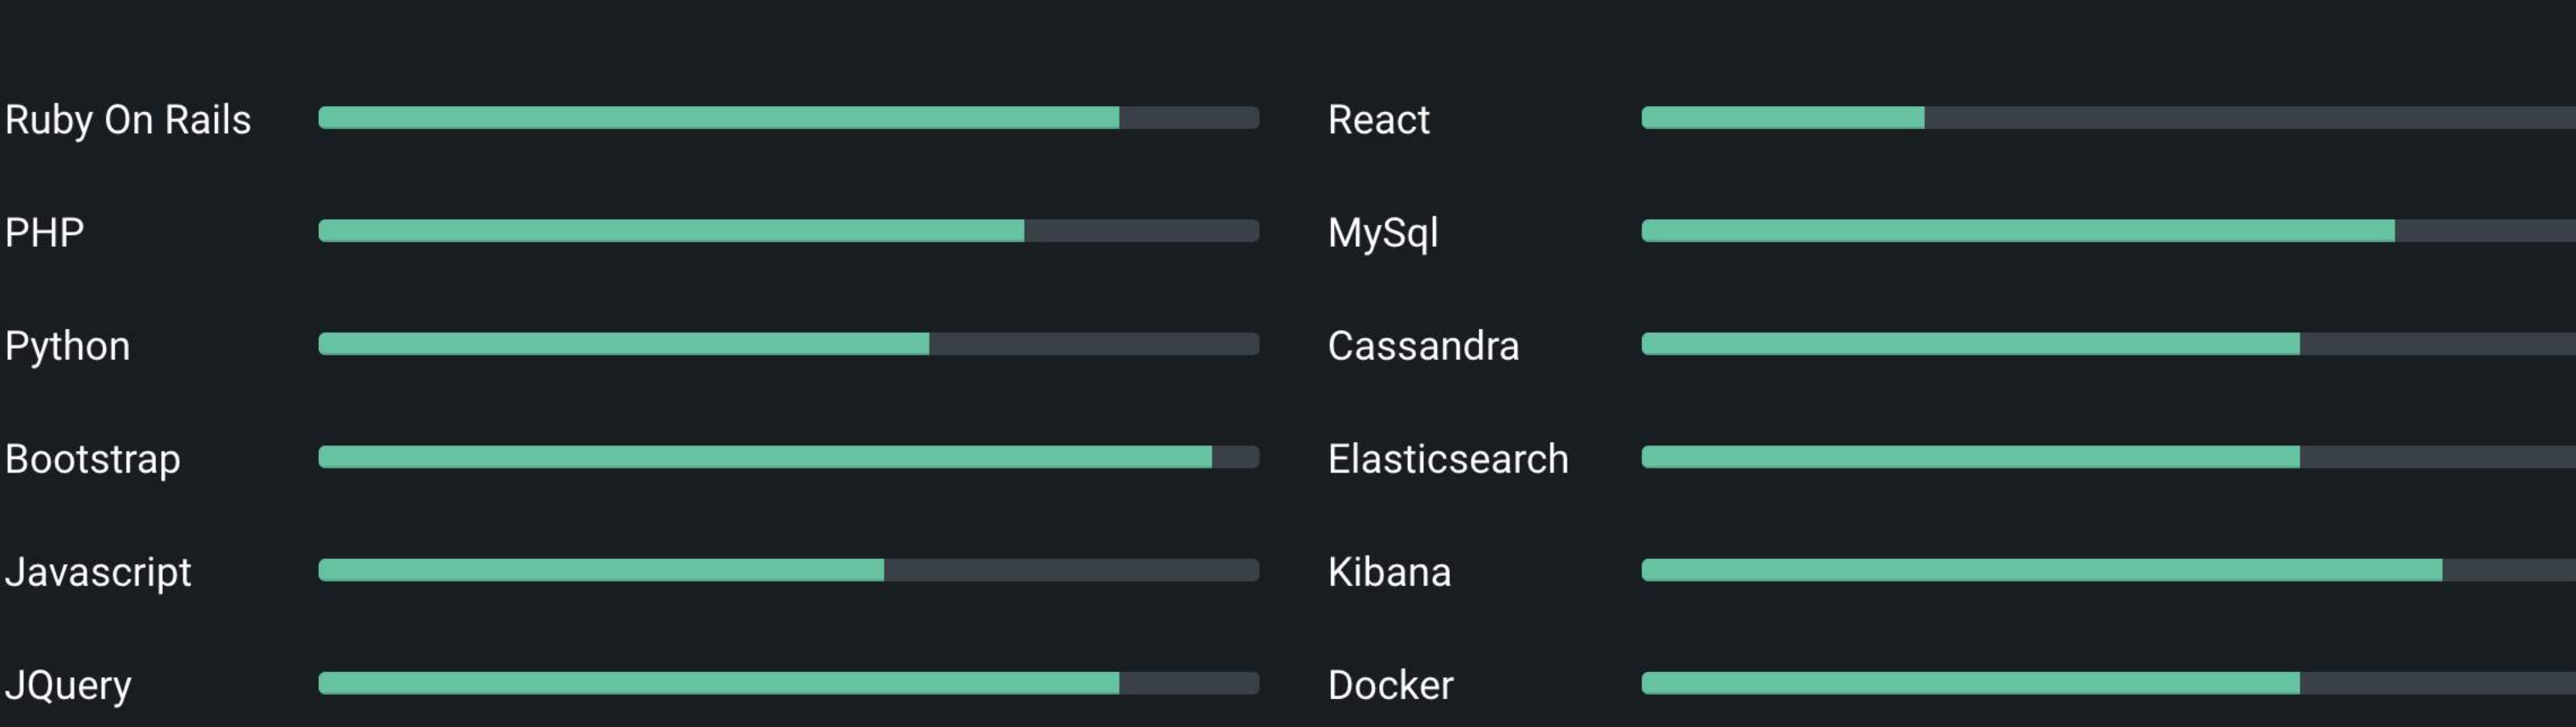 Ruby On Rails
PHP
Python
Bootstrap
Javascript
JQuery
React
MySql
Cassandra
Elasticsearch
Kibana
Docker